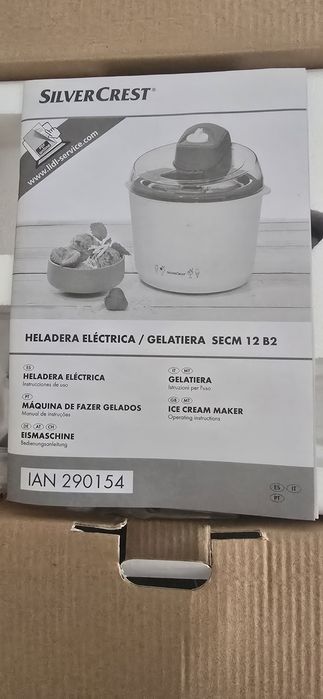 SILVERCREST®
www.lidl-service.com
SILVERCREST
HELADERA ELÉCTRICA / GELATIERA SECM 12 B2
ES
HELADERA ELÉCTRICA
Instrucciones de uso
PT
MÁQUINA DE FAZER GELADOS
Manual de instruções
DE AT CH
EISMASCHINE
Bedienungsanleitung
IT MT
GELATIERA
Istruzioni per l'uso
GB MT
ICE CREAM MAKER
Operating instructions
IAN 290154
ES IT
PT